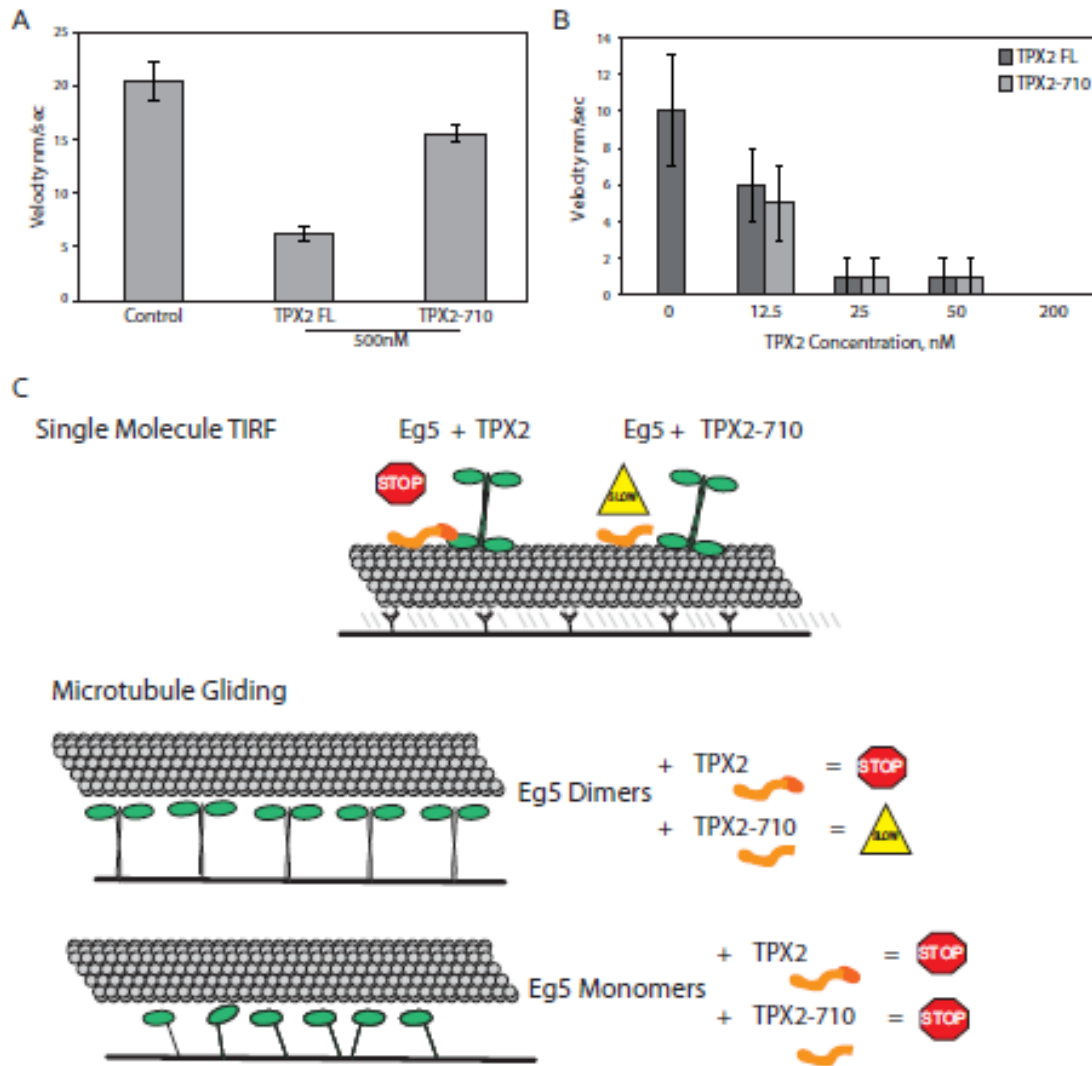 A
25
20
15
10
5
0
Velocity nm/sec
Control
TPX2 FL
TPX2-710
500nM
B
14
12
10
8
6
4
2
0
Velocity nm/sec
TPX2 FL
TPX2-710
0 12.5 25 50 200
TPX2 Concentration, nM
C
Single Molecule TIRF
Eg5 + TPX2
Eg5 + TPX2-710
STOP
SLOW
Microtubule Gliding
Eg5 Dimers
+ TPX2 = STOP
+ TPX2-710 = SLOW
Eg5 Monomers
+ TPX2 = STOP
+ TPX2-710 = STOP